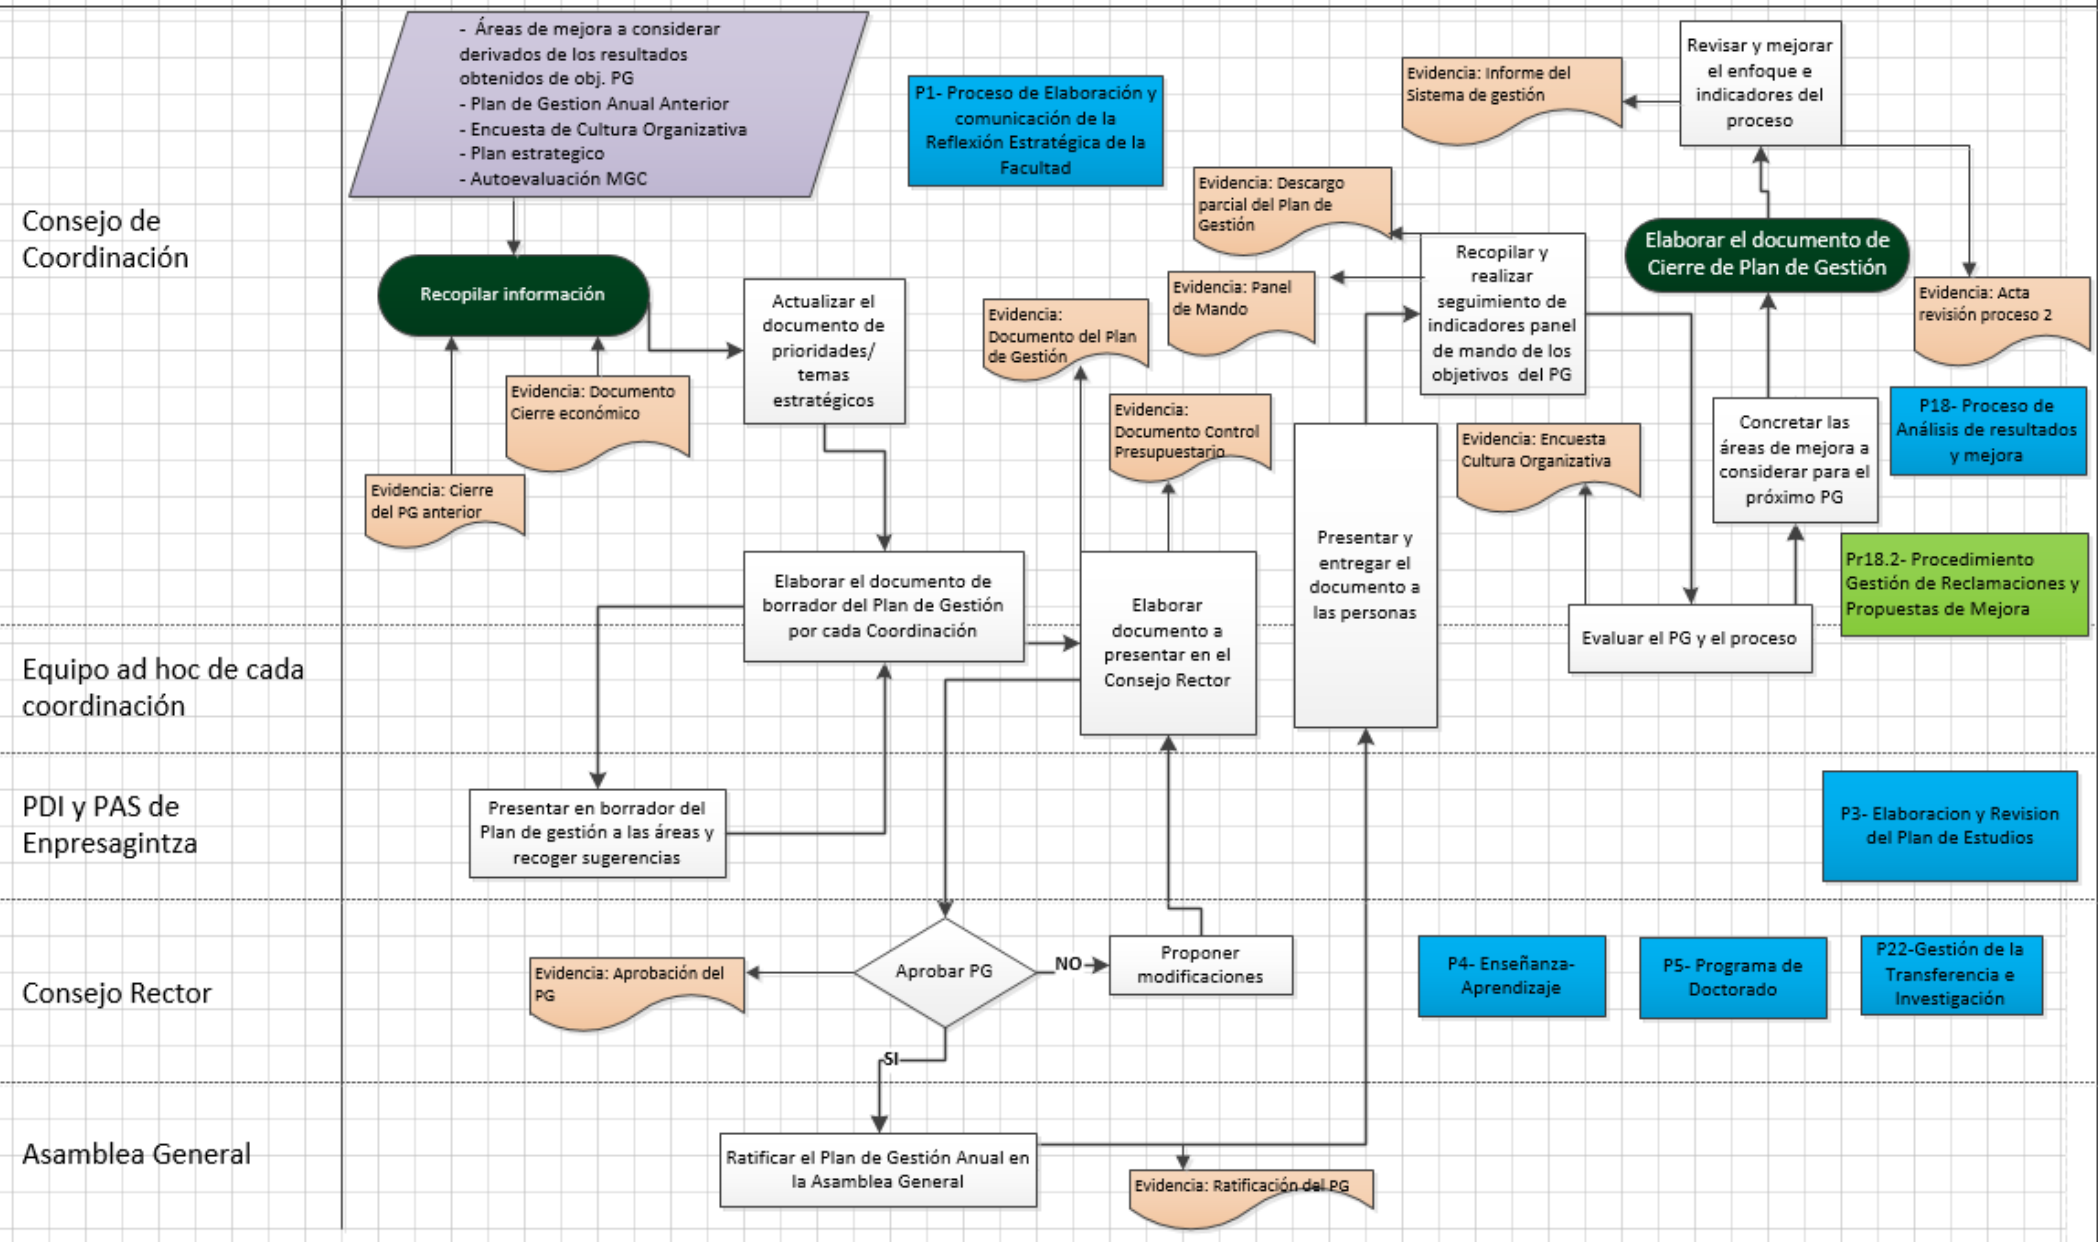 - Áreas de mejora a considerar
derivados de los resultados
obtenidos de obj. PG
- Plan de Gestion Anual Anterior
- Encuesta de Cultura Organizativa
- Plan estrategico
- Autoevaluación MGC
P1- Proceso de Elaboración y
comunicación de la
Reflexión Estratégica de la
Facultad
Evidencia: Informe del
Sistema de gestión
Revisar y mejorar
el enfoque e
indicadores del
proceso
Consejo de
Coordinación
Recopilar información
Evidencia: Documento
Cierre económico
Evidencia: Cierre
del PG anterior
Actualizar el
documento de
prioridades/
temas
estratégicos
Evidencia: Descargo
parcial del Plan de
Gestión
Evidencia: Panel
de Mando
Evidencia:
Documento del Plan
de Gestión
Evidencia:
Documento Control
Presupuestario
Recopilar y
realizar
seguimiento de
indicadores panel
de mando de los
objetivos del PG
Elaborar el documento de
Cierre de Plan de Gestión
Evidencia: Acta
revisión proceso 2
P18- Proceso de
Análisis de resultados
y mejora
Concretar las
áreas de mejora a
considerar para el
próximo PG
Evidencia: Encuesta
Cultura Organizativa
Pr18.2- Procedimiento
Gestión de Reclamaciones y
Propuestas de Mejora
Elaborar el documento de
borrador del Plan de Gestión
por cada Coordinación
Elaborar
documento a
presentar en el
Consejo Rector
Presentar y
entregar el
documento a
las personas
Evaluar el PG y el proceso
Equipo ad hoc de cada
coordinación
PDI y PAS de
Enpresagintza
Presentar en borrador del
Plan de gestión a las áreas y
recoger sugerencias
P3- Elaboracion y Revision
del Plan de Estudios
Consejo Rector
Evidencia: Aprobación del
PG
Aprobar PG
NO
Proponer
modificaciones
P4- Enseñanza-
Aprendizaje
P5- Programa de
Doctorado
P22-Gestión de la
Transferencia e
Investigación
SI
Asamblea General
Ratificar el Plan de Gestión Anual en
la Asamblea General
Evidencia: Ratificación del PG